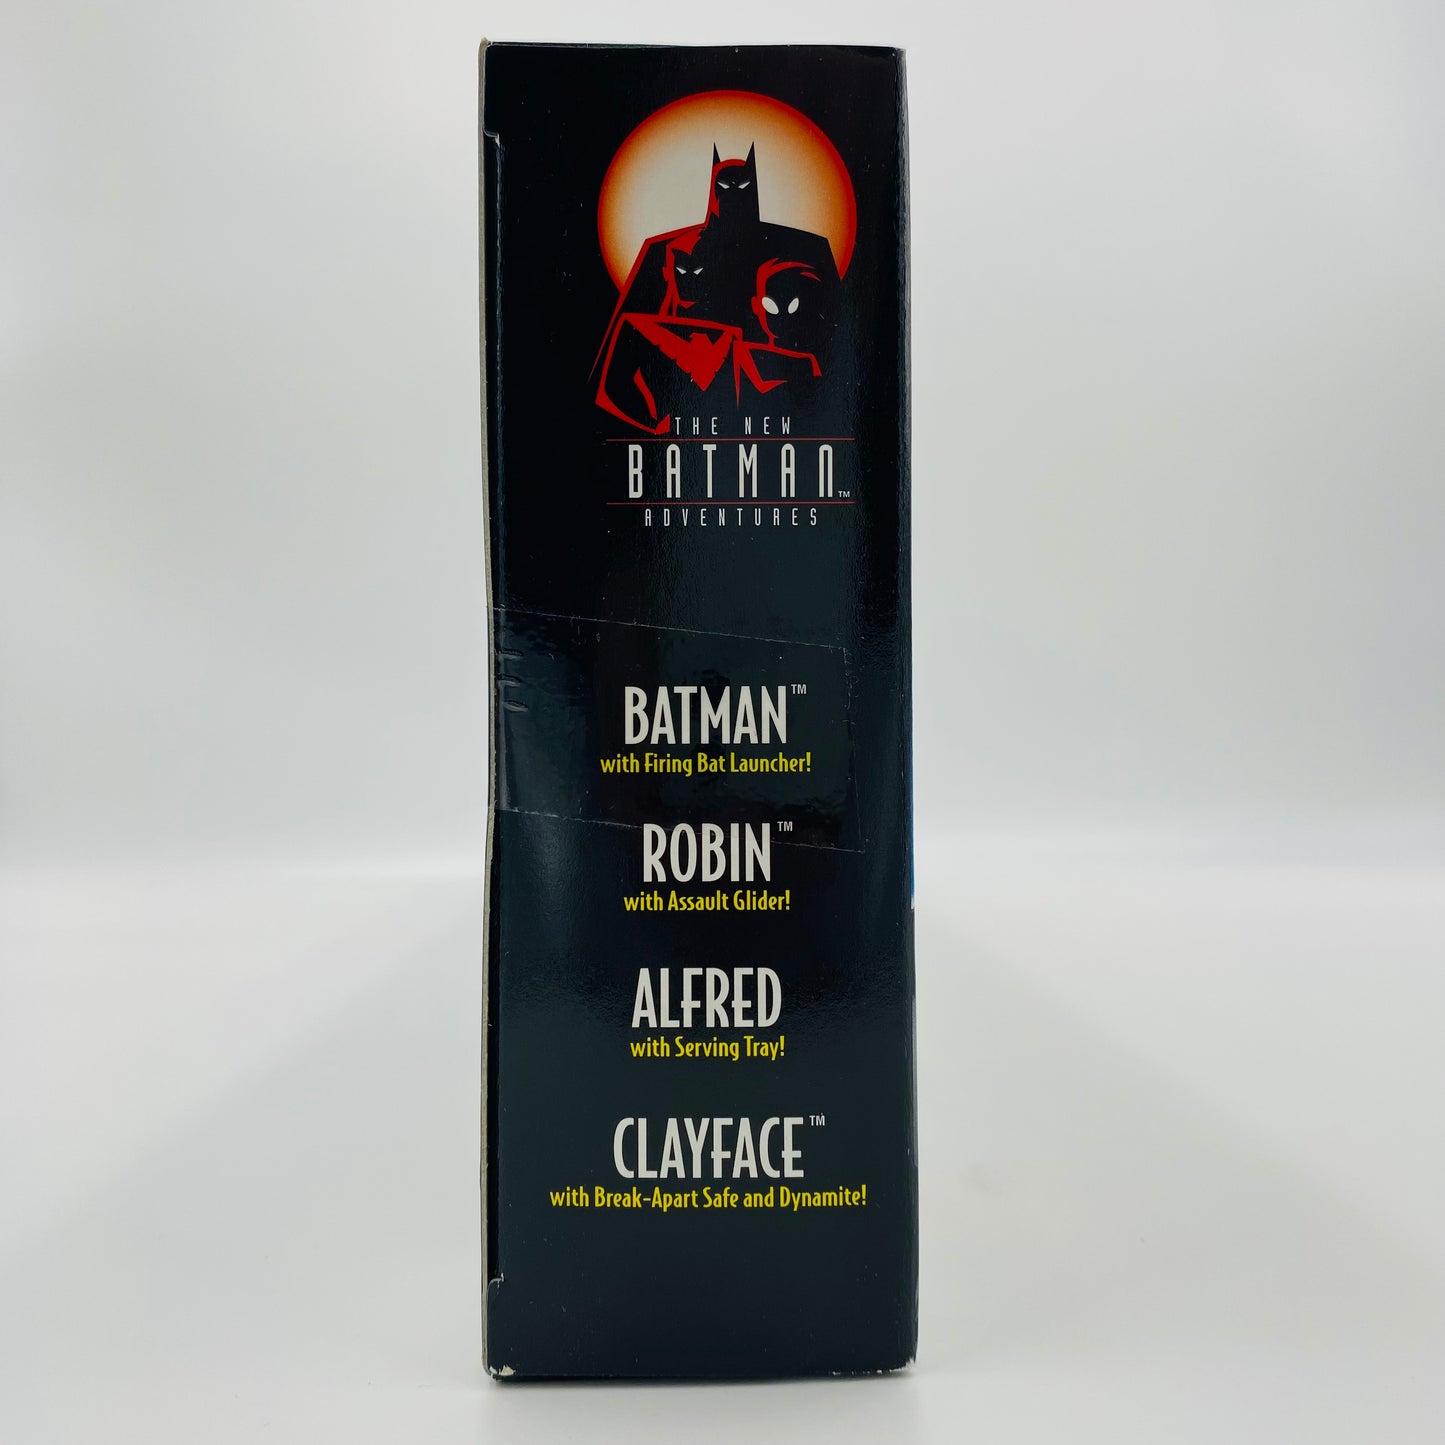 THE NEW
BATMAN™
ADVENTURES
BATMAN™
with Firing Bat Launcher!
ROBIN™
with Assault Glider!
ALFRED
with Serving Tray!
CLAYFACE™
with Break-Apart Safe and Dynamite!